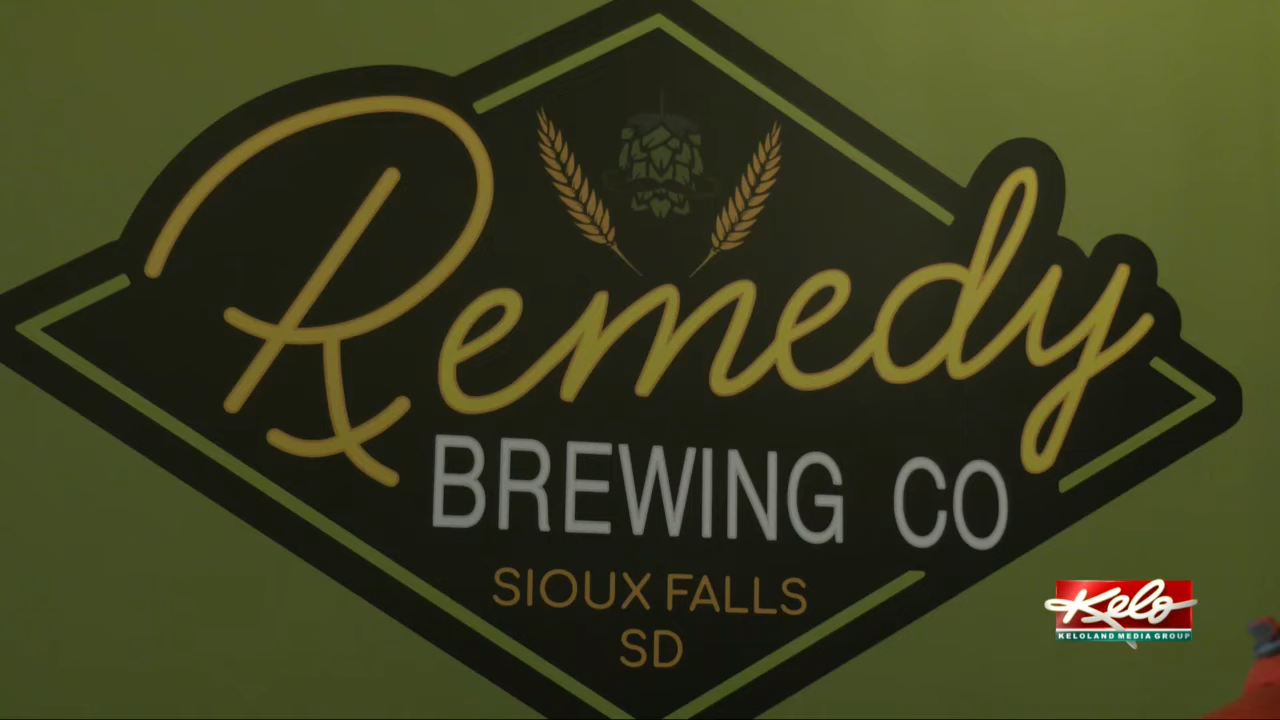 Remedy
BREWING CO
SIOUX FALLS
SD
Kelo
KELOLAND MEDIA GROUP